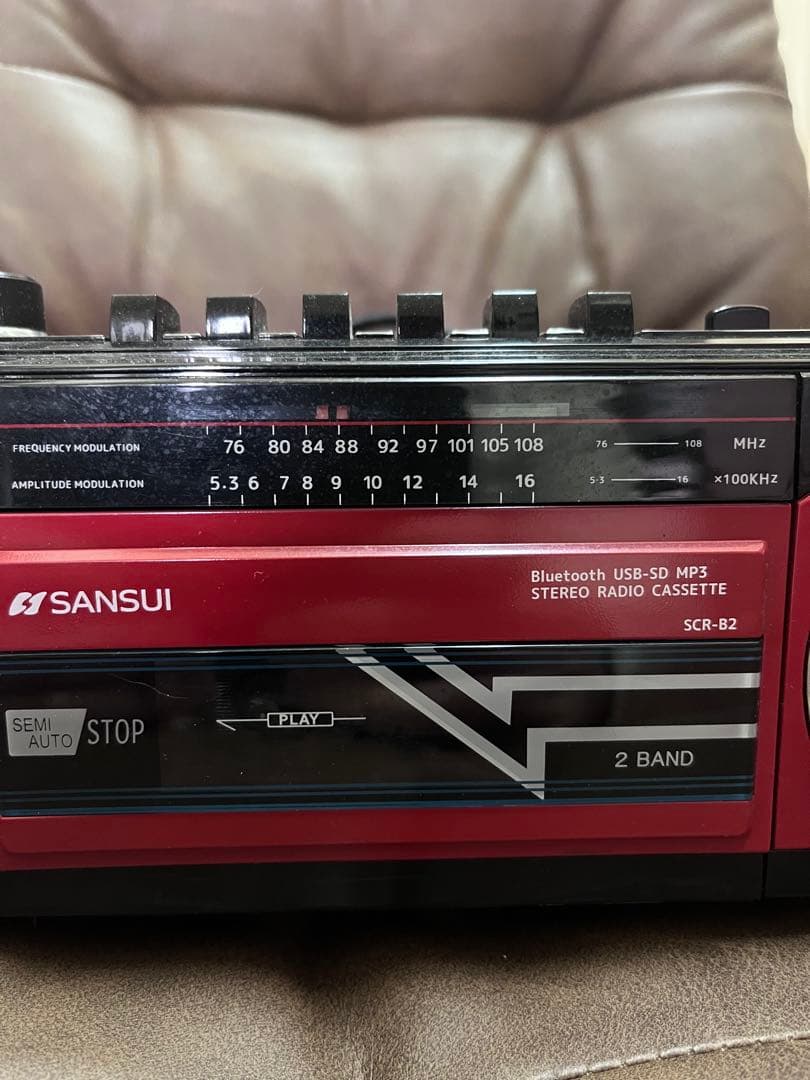 FREQUENCY MODULATION 76 80 84 88 92 97 101 105 108 76 108 MHz
AMPLITUDE MODULATION 5.3 6 7 8 9 10 12 14 16 5·3 16 ×100KHz
SANSUI
Bluetooth USB-SD MP3
STEREO RADIO CASSETTE
SCR-B2
SEMI AUTO STOP
PLAY
2 BAND